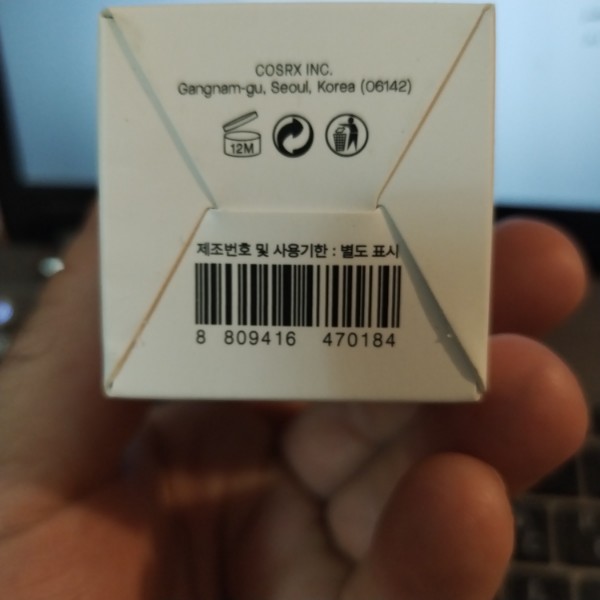 COSRX INC.
Gangnam-gu, Seoul, Korea (06142)
12M
제조번호 및 사용기한 : 별도 표시
8 809416 470184